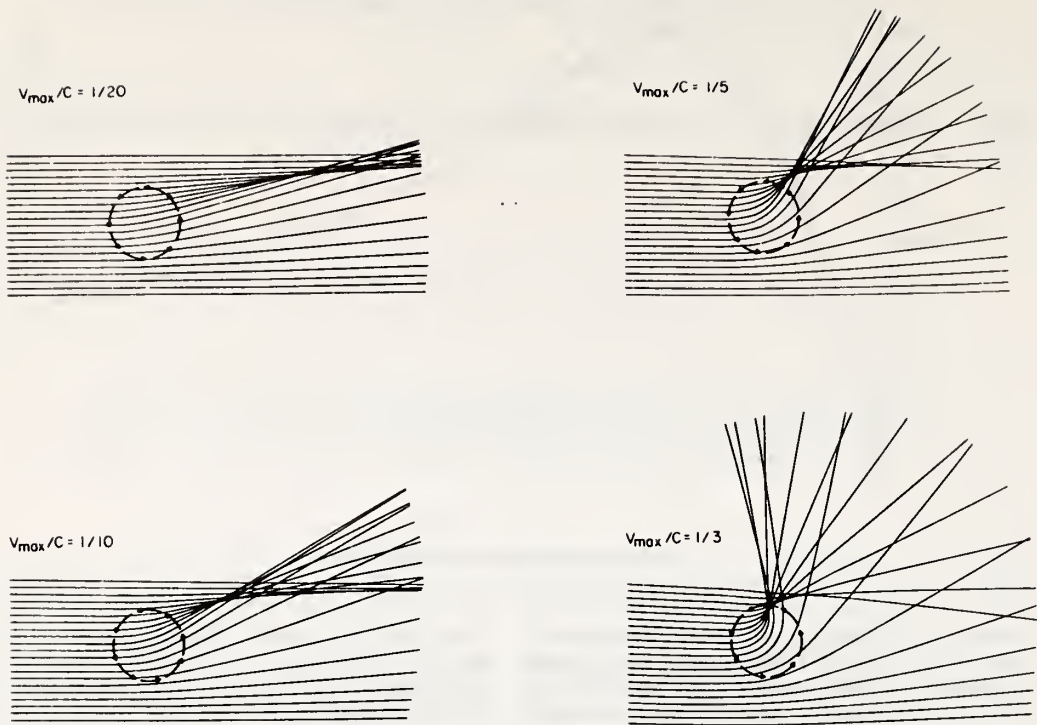 Vmax/C = 1/20
Vmax/C = 1/5
Vmax/C = 1/10
Vmax/C = 1/3